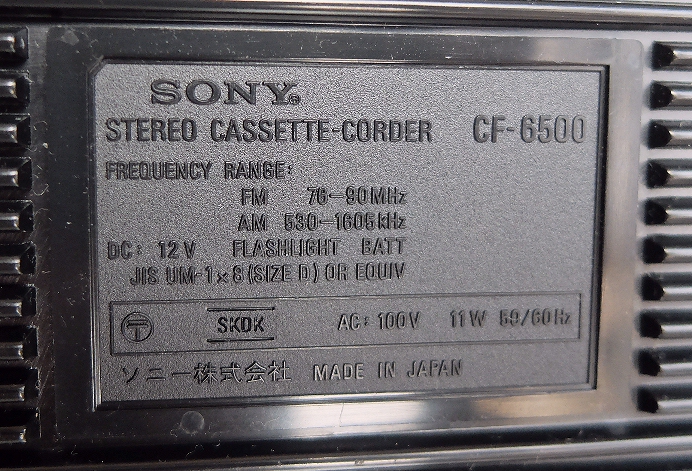 SONY®
STEREO CASSETTE-CORDER CF-6500
FREQUENCY RANGE:
FM 76-90MHz
AM 530-1605kHz
DC: 12V FLASHLIGHT BATT
JIS UM-1×8 (SIZE D) OR EQUIV
〒 SKDK AC: 100V 11W 50/60Hz
ソニー株式会社 MADE IN JAPAN